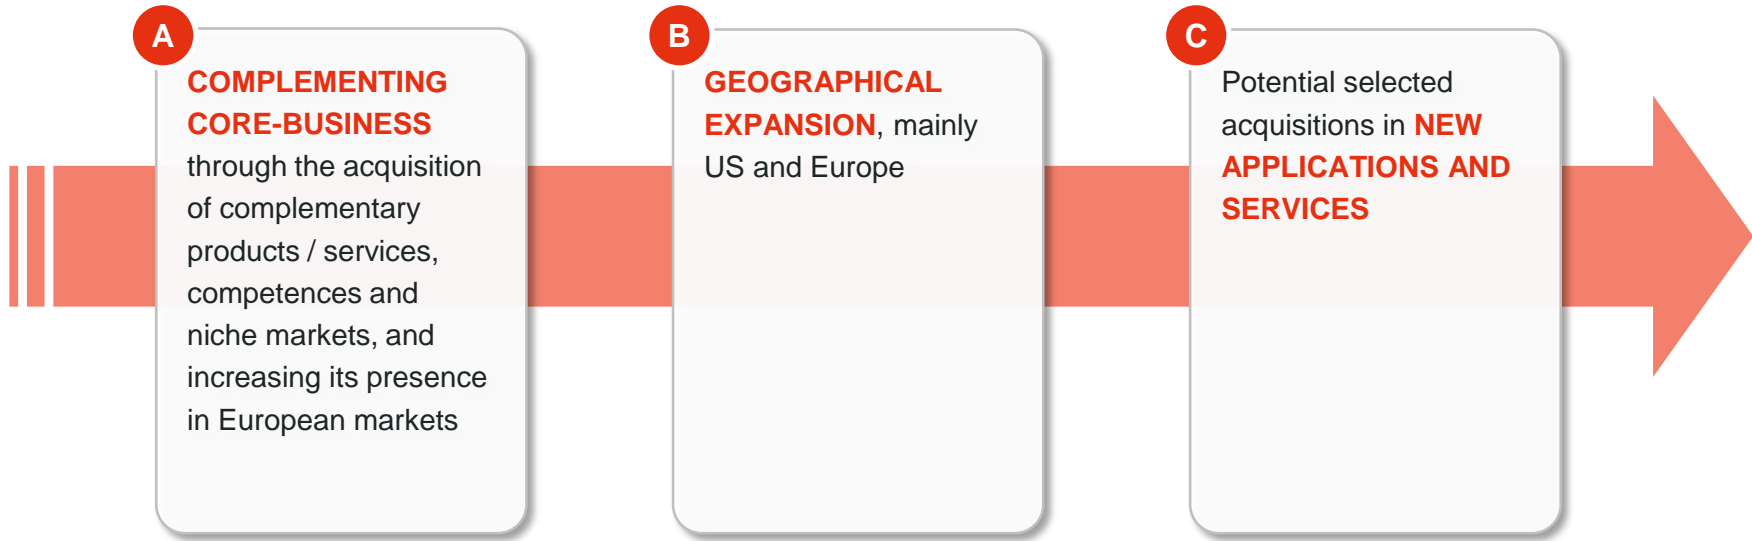 A
COMPLEMENTING
CORE-BUSINESS
through the acquisition
of complementary
products / services,
competences and
niche markets, and
increasing its presence
in European markets
B
GEOGRAPHICAL
EXPANSION, mainly
US and Europe
C
Potential selected
acquisitions in NEW
APPLICATIONS AND
SERVICES